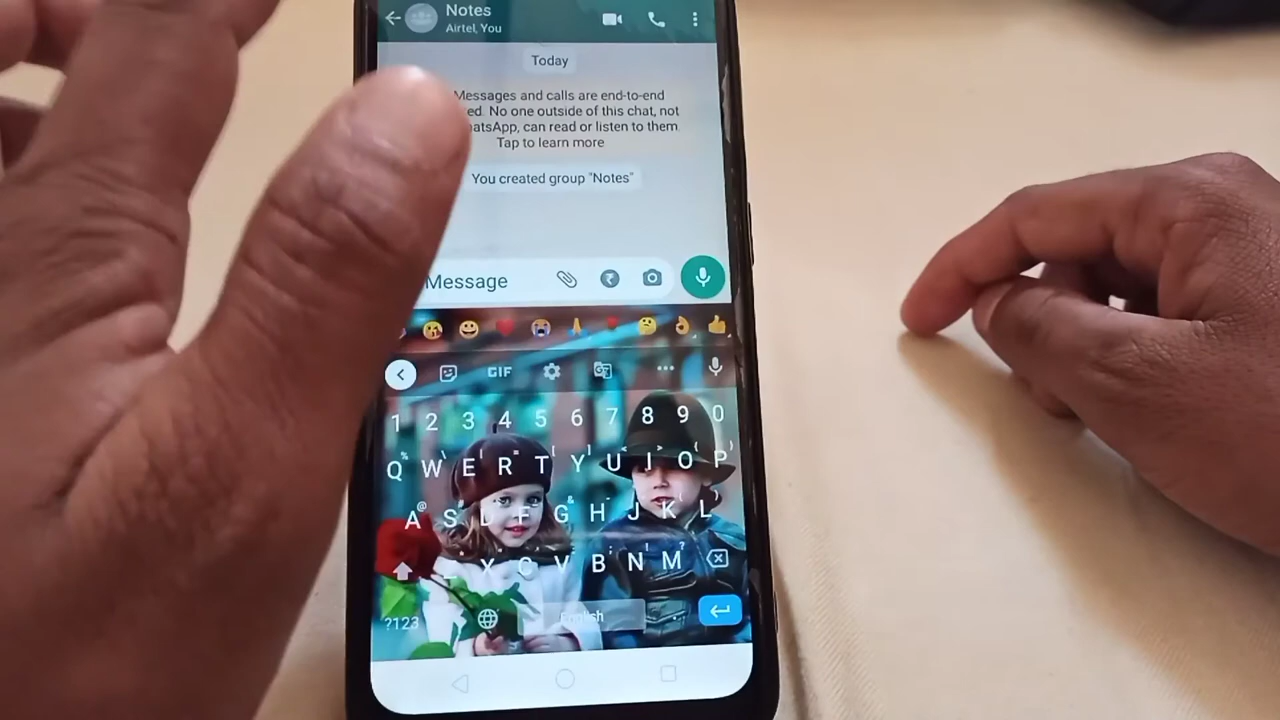 Notes
Airtel, You
Today
Messages and calls are end-to-end
ed. No one outside of this chat, not
atsApp, can read or listen to them.
Tap to learn more
You created group "Notes"
Message
GIF
1 2 3 4 5 6 7 8 9 0
Q W E R T Y U I O P
A S D F G H J K L
X C V B N M
?123 English